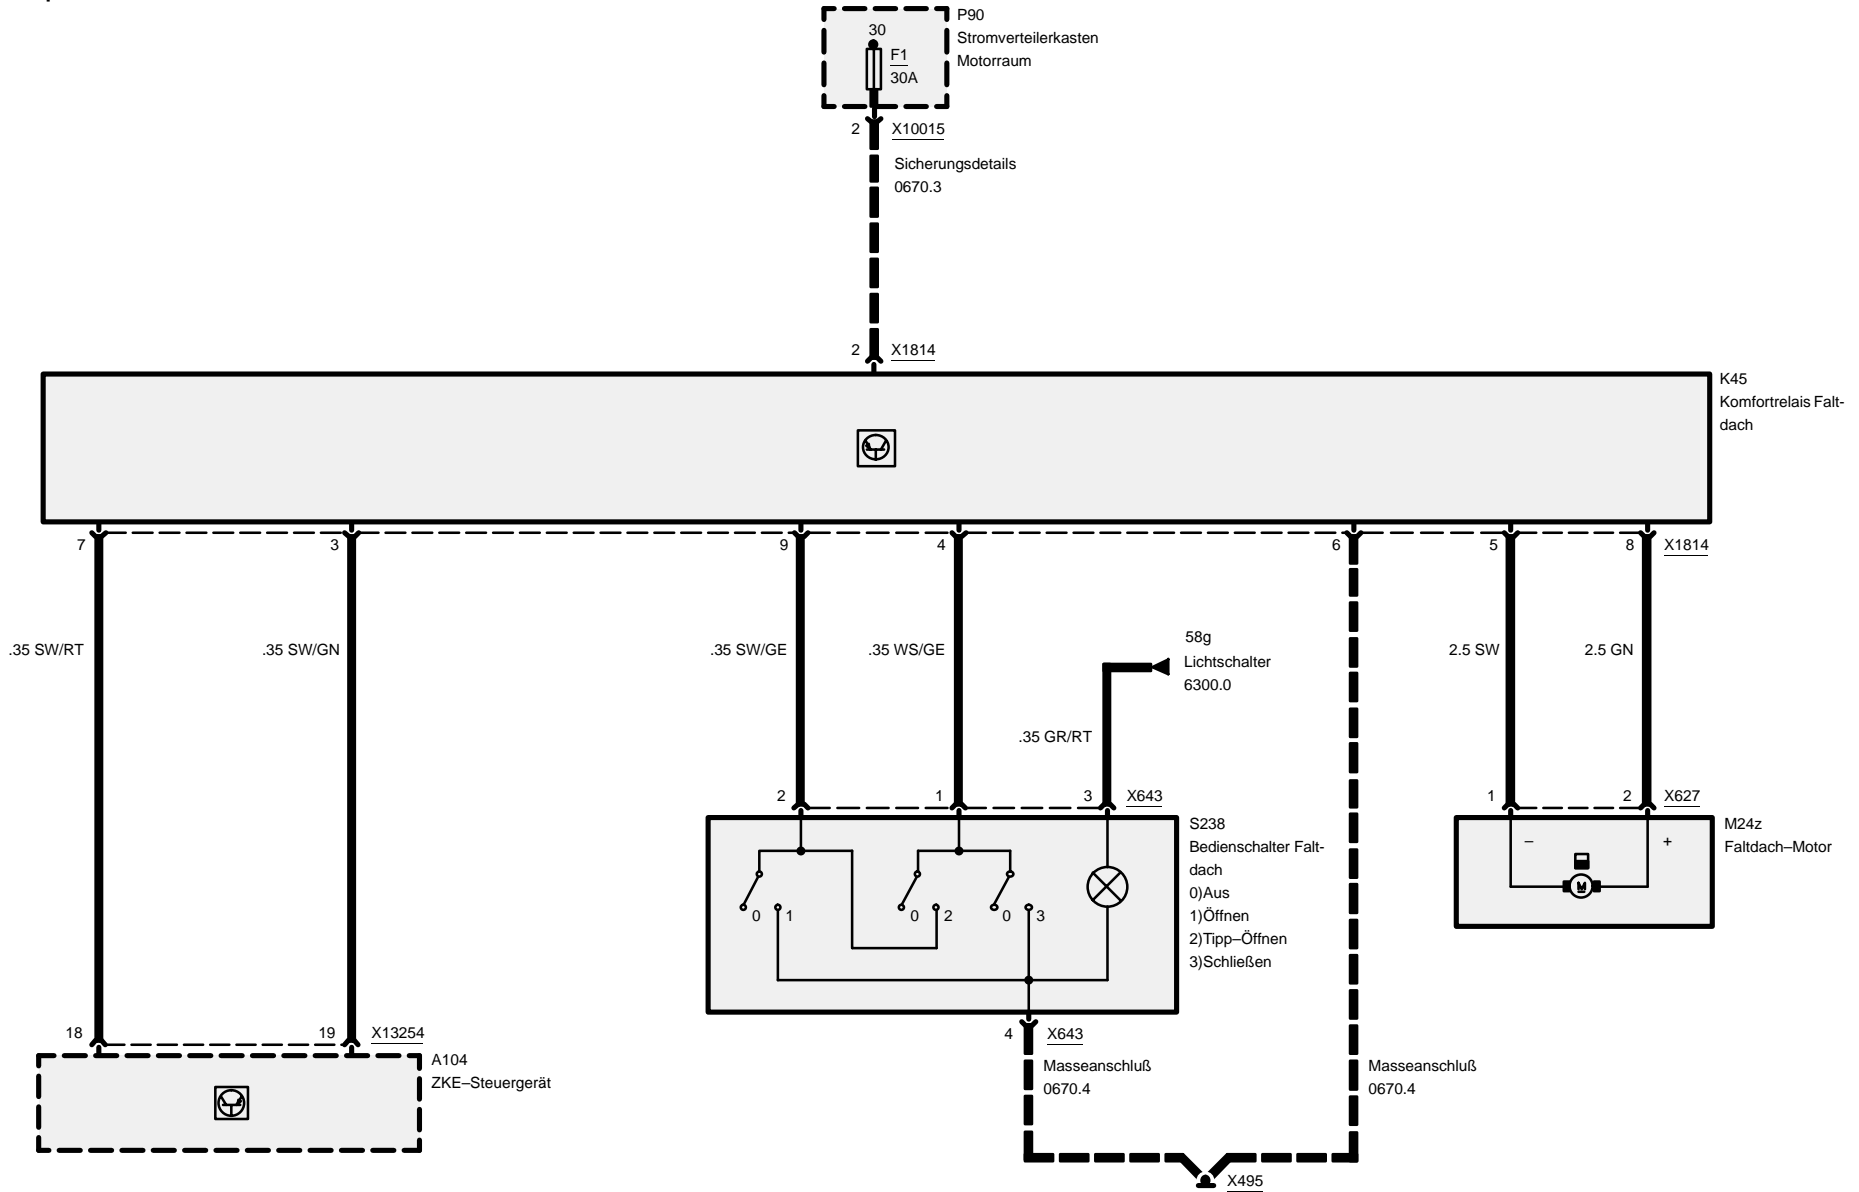 P90
Stromverteilerkasten
Motorraum
30
F1
30A
2 X10015
Sicherungsdetails
0670.3
2 X1814
K45
Komfortrelais Falt-
dach
7 3 9 4 6 5 8 X1814
.35 SW/RT .35 SW/GN .35 SW/GE .35 WS/GE 2.5 SW 2.5 GN
58g
Lichtschalter
6300.0
.35 GR/RT
2 1 3 X643 1 2 X627
S238
Bedienschalter Falt-
dach
0)Aus
1)Öffnen
2)Tipp–Öffnen
3)Schließen
0 1 0 2 0 3
M24z
Faltdach–Motor
– +
M
18 19 X13254
A104
ZKE–Steuergerät
4 X643
Masseanschluß
0670.4
Masseanschluß
0670.4
X495